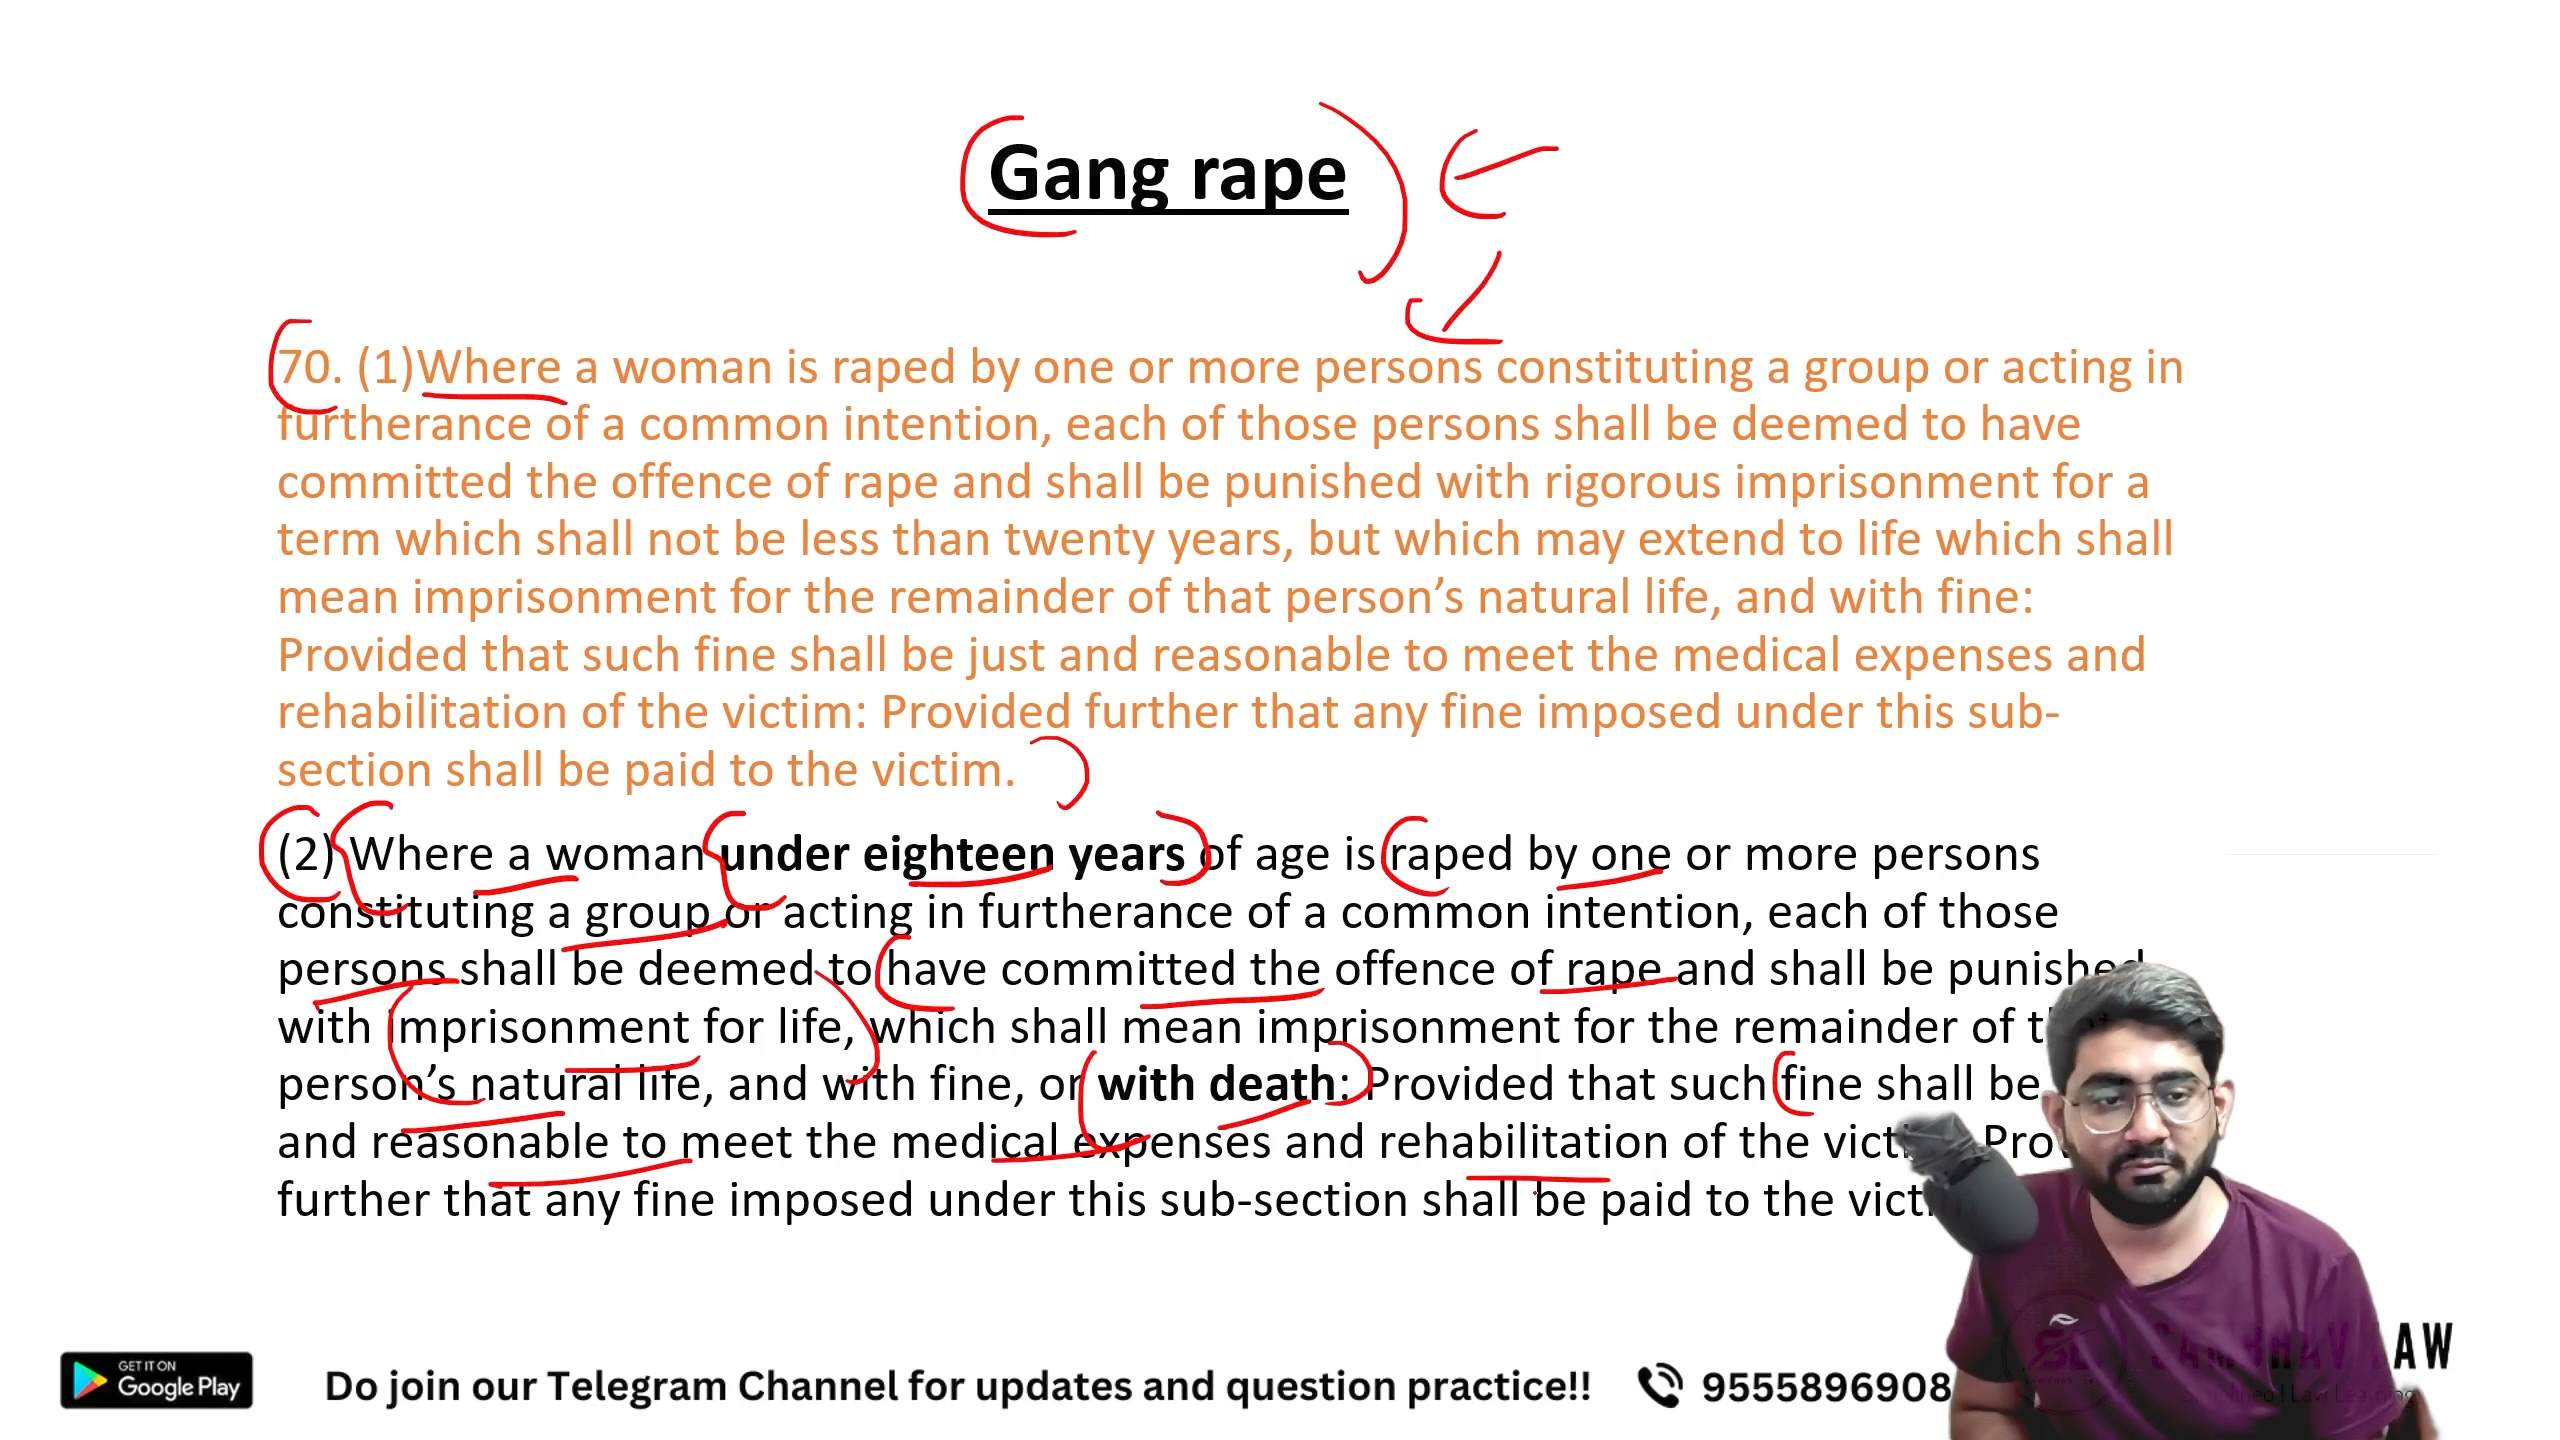 Gang rape
70. (1)Where a woman is raped by one or more persons constituting a group or acting in
furtherance of a common intention, each of those persons shall be deemed to have
committed the offence of rape and shall be punished with rigorous imprisonment for a
term which shall not be less than twenty years, but which may extend to life which shall
mean imprisonment for the remainder of that person’s natural life, and with fine:
Provided that such fine shall be just and reasonable to meet the medical expenses and
rehabilitation of the victim: Provided further that any fine imposed under this sub-
section shall be paid to the victim.
(2) Where a woman under eighteen years of age is raped by one or more persons
constituting a group or acting in furtherance of a common intention, each of those
persons shall be deemed to have committed the offence of rape and shall be punished
with imprisonment for life, which shall mean imprisonment for the remainder of
person’s natural life, and with fine, or with death: Provided that such fine shall be
and reasonable to meet the medical expenses and rehabilitation of the
further that any fine imposed under this sub-section shall be paid to the
GET IT ON
Google Play
Do join our Telegram Channel for updates and question practice!! 9555896908